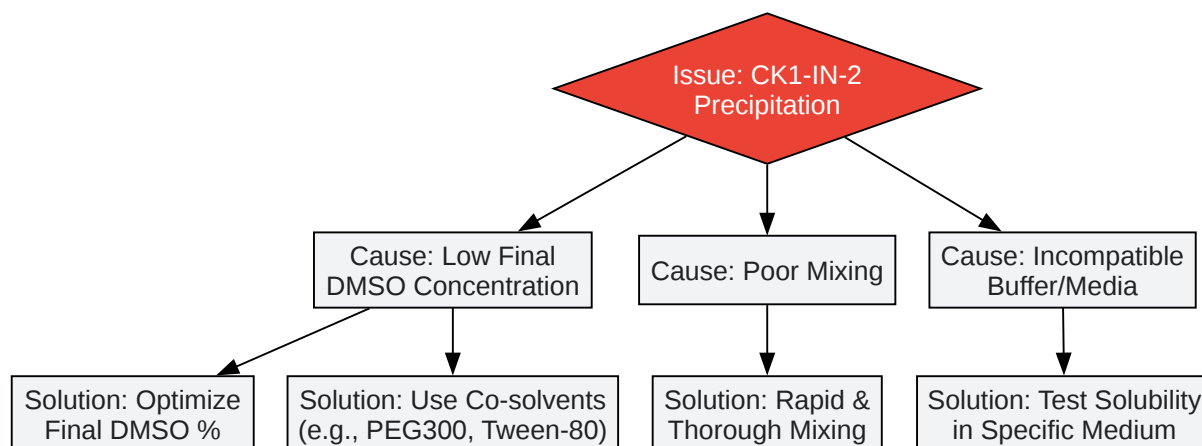 Issue: CK1-IN-2
Precipitation
Cause: Low Final
DMSO Concentration
Cause: Poor Mixing
Cause: Incompatible
Buffer/Media
Solution: Optimize
Final DMSO %
Solution: Use Co-solvents
(e.g., PEG300, Tween-80)
Solution: Rapid &
Thorough Mixing
Solution: Test Solubility
in Specific Medium